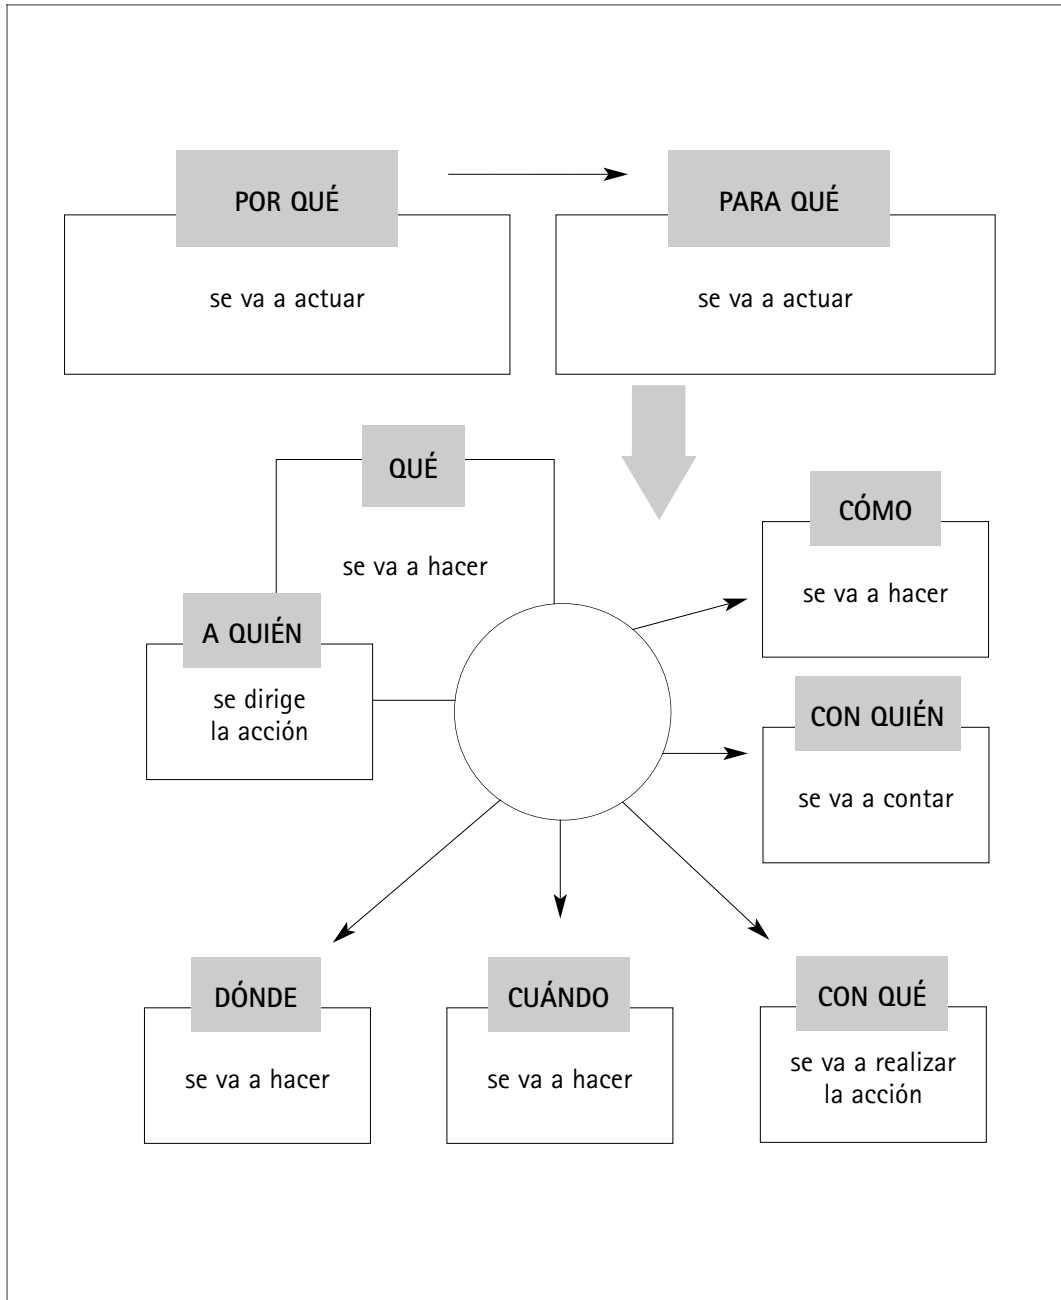 POR QUÉ
se va a actuar
PARA QUÉ
se va a actuar
QUÉ
se va a hacer
A QUIÉN
se dirige
la acción
CÓMO
se va a hacer
CON QUIÉN
se va a contar
DÓNDE
se va a hacer
CUÁNDO
se va a hacer
CON QUÉ
se va a realizar
la acción